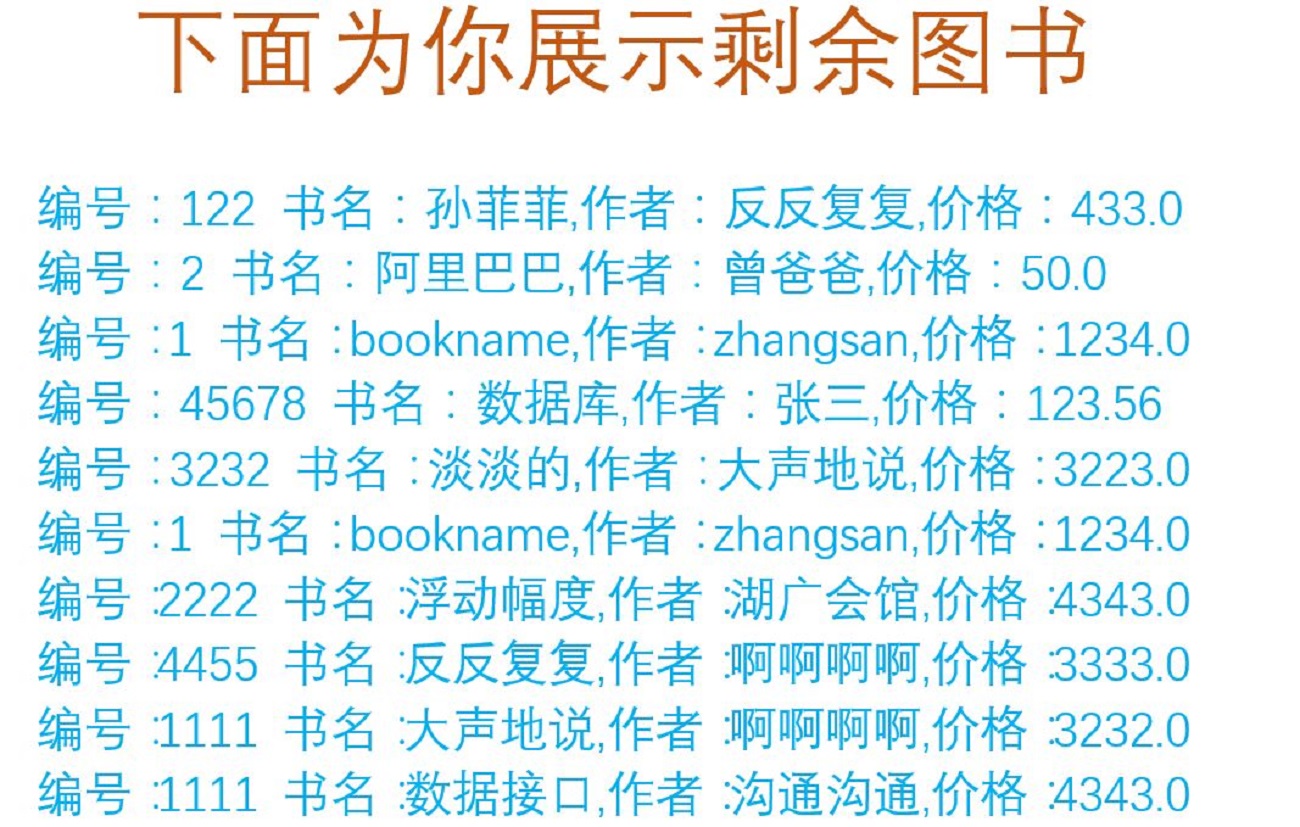 下面为你展示剩余图书
编号：122 书名：孙菲菲,作者：反反复复,价格：433.0
编号：2 书名：阿里巴巴,作者：曾爸爸,价格：50.0
编号:1 书名:bookname,作者:zhangsan,价格:1234.0
编号：45678 书名：数据库,作者：张三,价格：123.56
编号:3232 书名:淡淡的,作者:大声地说,价格:3223.0
编号:1 书名:bookname,作者:zhangsan,价格:1234.0
编号:2222 书名:浮动幅度,作者:湖广会馆,价格:4343.0
编号:4455 书名:反反复复,作者:啊啊啊啊,价格:3333.0
编号:1111 书名:大声地说,作者:啊啊啊啊,价格:3232.0
编号:1111 书名:数据接口,作者:沟通沟通,价格:4343.0